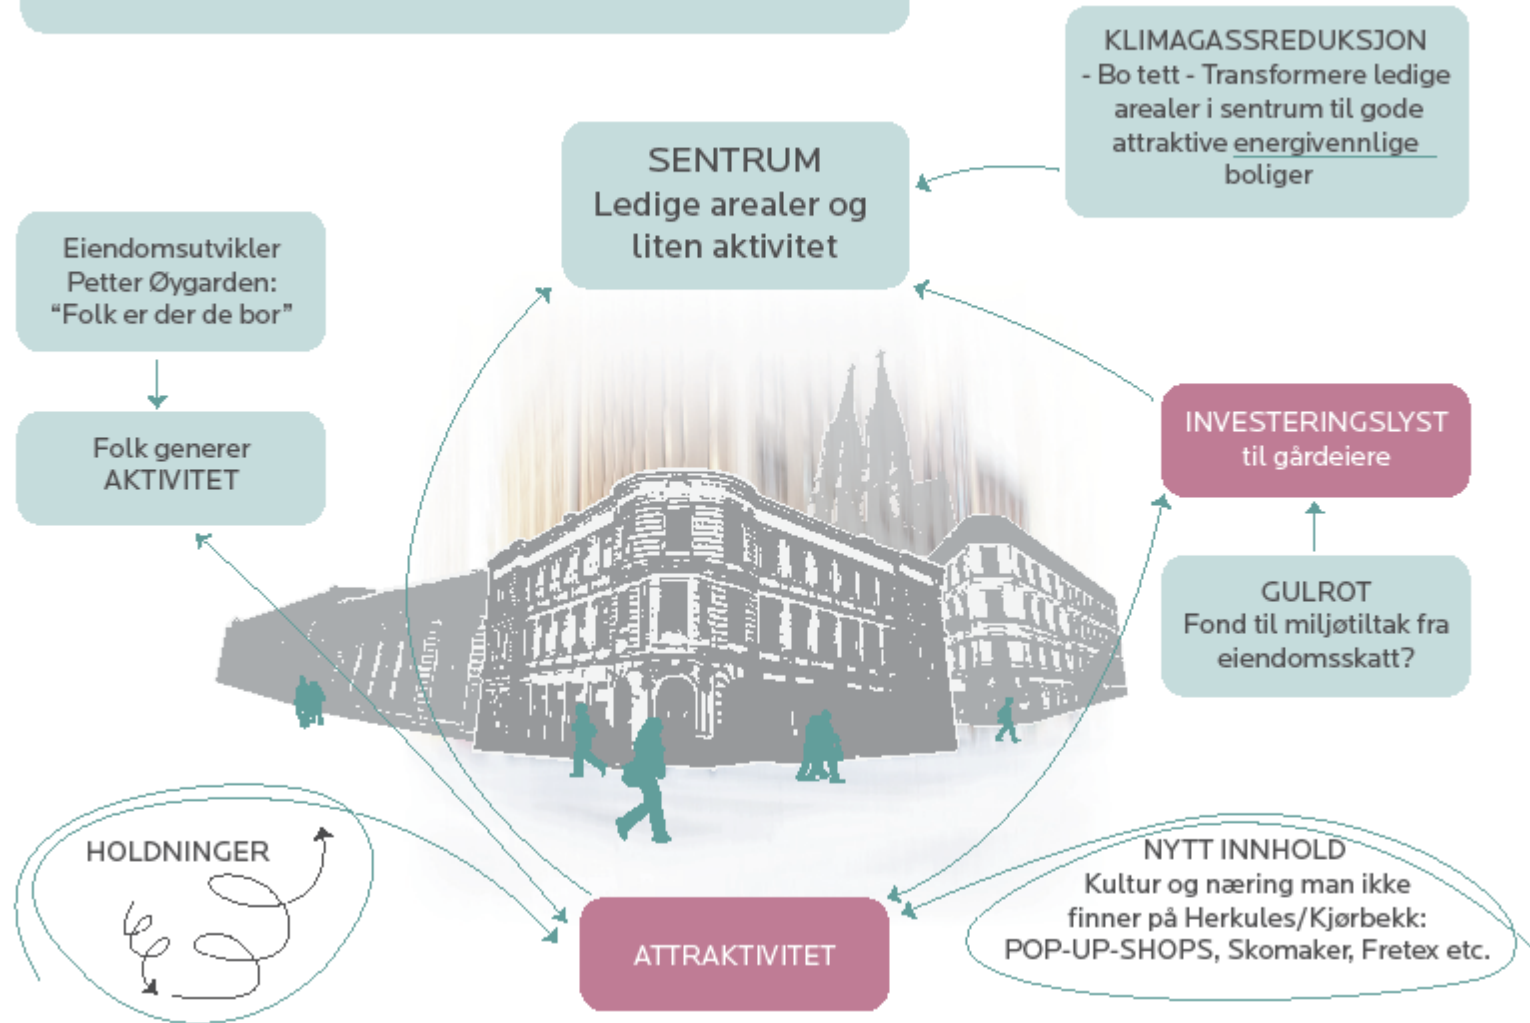 KLIMAGASSREDUKSJON
- Bo tett - Transformere ledige
arealer i sentrum til gode
attraktive energivennlige
boliger
SENTRUM
Ledige arealer og
liten aktivitet
Eiendomsutvikler
Petter Øygarden:
“Folk er der de bor”
Folk generer
AKTIVITET
INVESTERINGSLYST
til gårdeiere
GULROT
Fond til miljøtiltak fra
eiendomsskatt?
HOLDNINGER
NYTT INNHOLD
Kultur og næring man ikke
finner på Herkules/Kjørbekk:
POP-UP-SHOPS, Skomaker, Fretex etc.
ATTRAKTIVITET